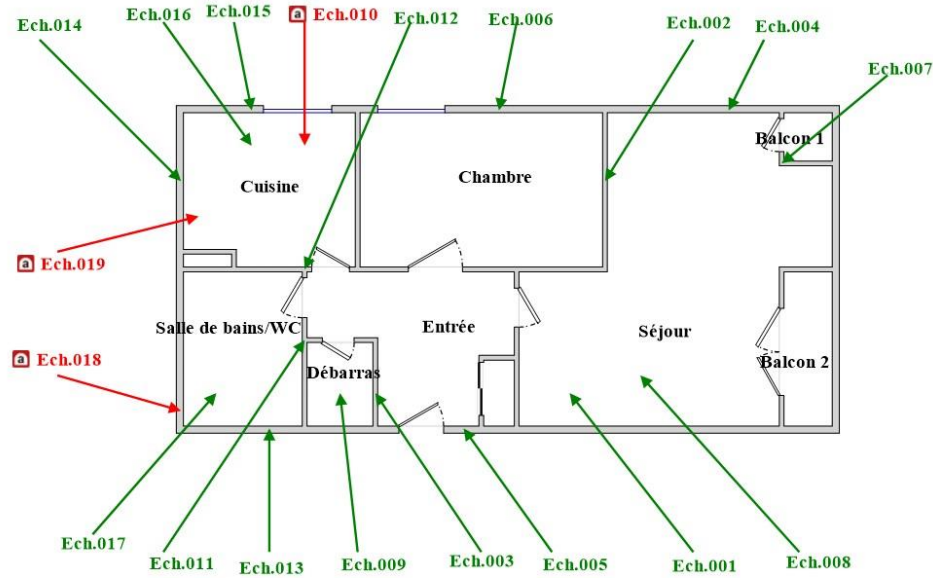 Ech.014
Ech.016
Ech.015
a Ech.010
Ech.012
Ech.006
Ech.002
Ech.004
Ech.007
Balcon 1
Cuisine
Chambre
a Ech.019
Salle de bains/WC
Entrée
Séjour
a Ech.018
Débarras
Balcon 2
Ech.017
Ech.011
Ech.013
Ech.009
Ech.003
Ech.005
Ech.001
Ech.008